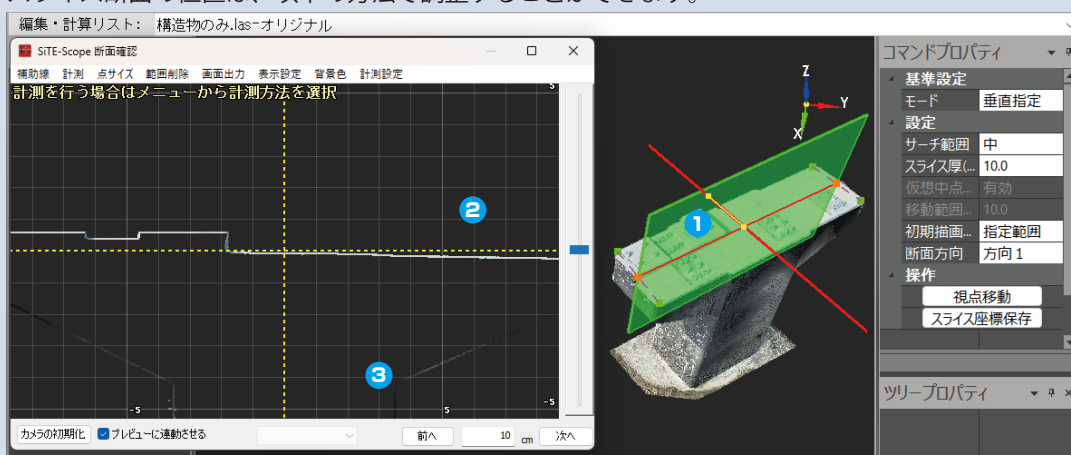 編集・計算リスト： 構造物のみ.las-オリジナル
SiTE-Scope 断面確認
補助線 計測 点サイズ 範囲削除 画面出力 表示設定 背景色 計測設定
計測を行う場合はメニューから計測方法を選択
5
2
3
-5
5
-5
カメラの初期化 プレビューに連動させる 前へ 10 cm 次へ
Z
Y
X
1
コマンドプロパティ
基準設定
モード 垂直指定
設定
サーチ範囲 中
スライス厚(... 10.0
仮想中点... 有効
移動範囲... 10.0
初期描画... 指定範囲
断面方向 方向1
操作
視点移動
スライス座標保存
ツリープロパティ